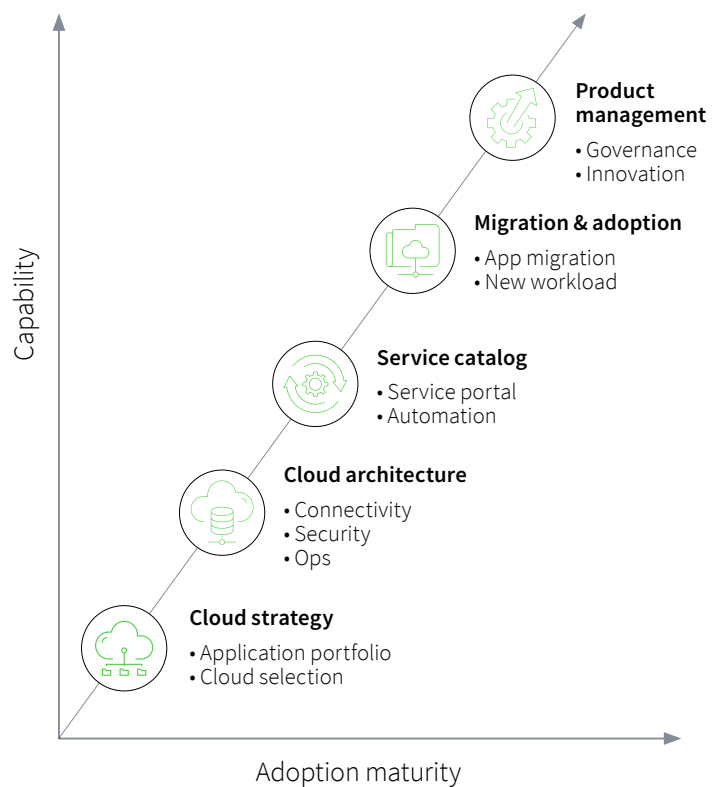 Product
management
• Governance
• Innovation
Migration & adoption
• App migration
• New workload
Service catalog
• Service portal
• Automation
Cloud architecture
• Connectivity
• Security
• Ops
Cloud strategy
• Application portfolio
• Cloud selection
Capability
Adoption maturity